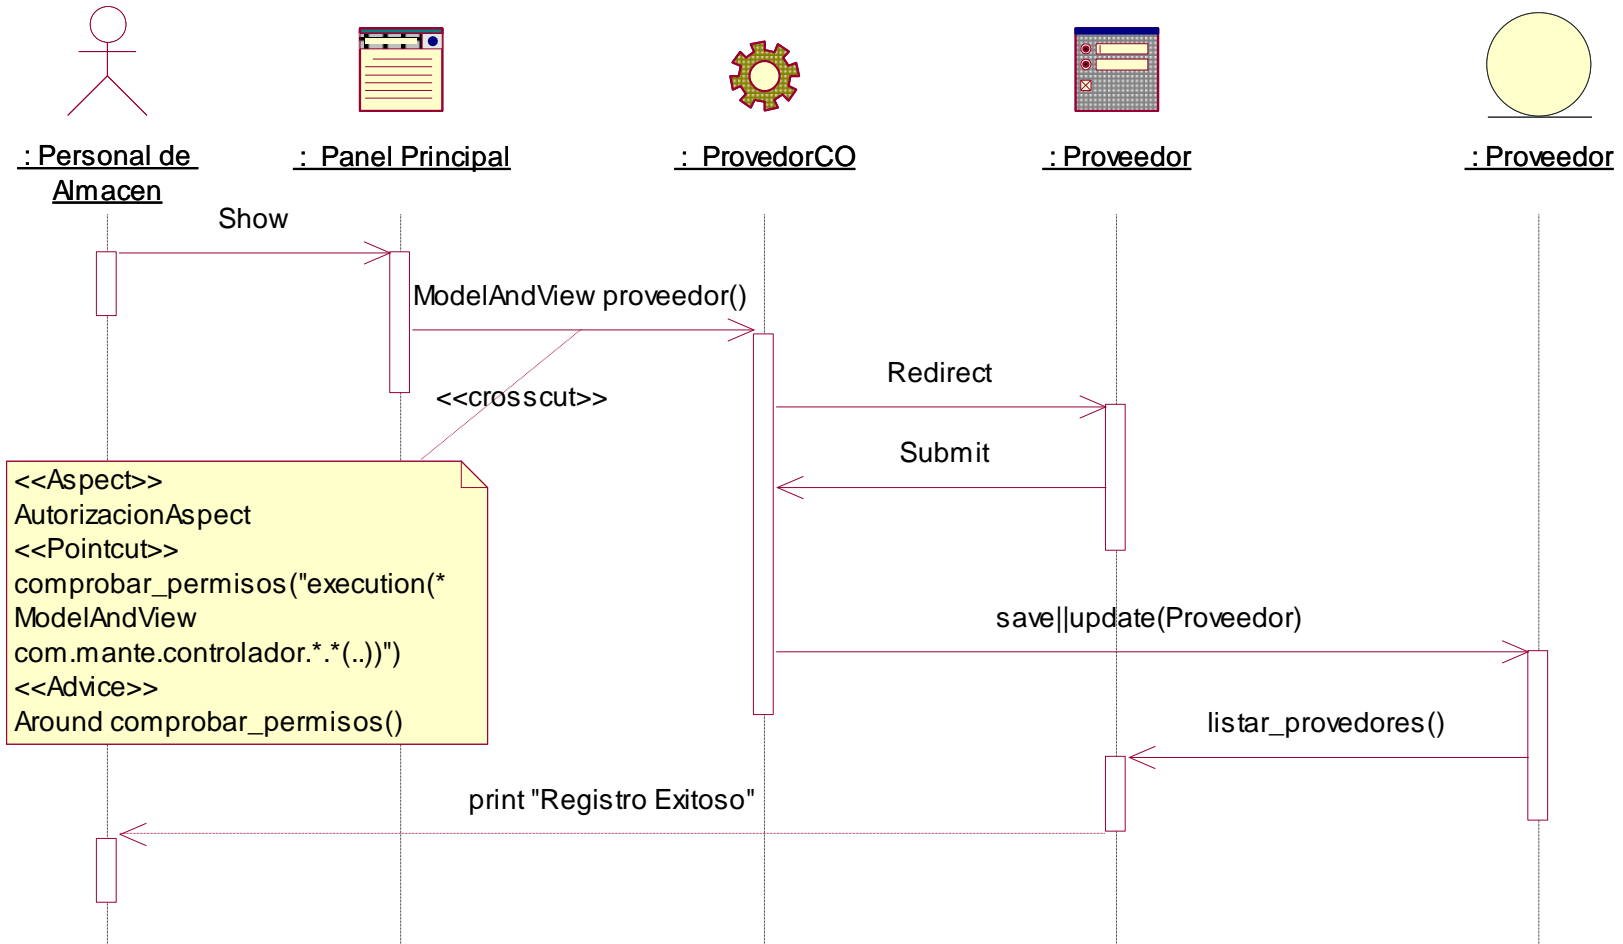 : Personal de
Almacen
: Panel Principal
: ProvedorCO
: Proveedor
: Proveedor
Show
ModelAndView proveedor()
Redirect
<<crosscut>>
Submit
<<Aspect>>
AutorizacionAspect
<<Pointcut>>
comprobar_permisos("execution(*
ModelAndView
com.mante.controlador.*.*(..))")
<<Advice>>
Around comprobar_permisos()
save||update(Proveedor)
listar_provedores()
print "Registro Exitoso"